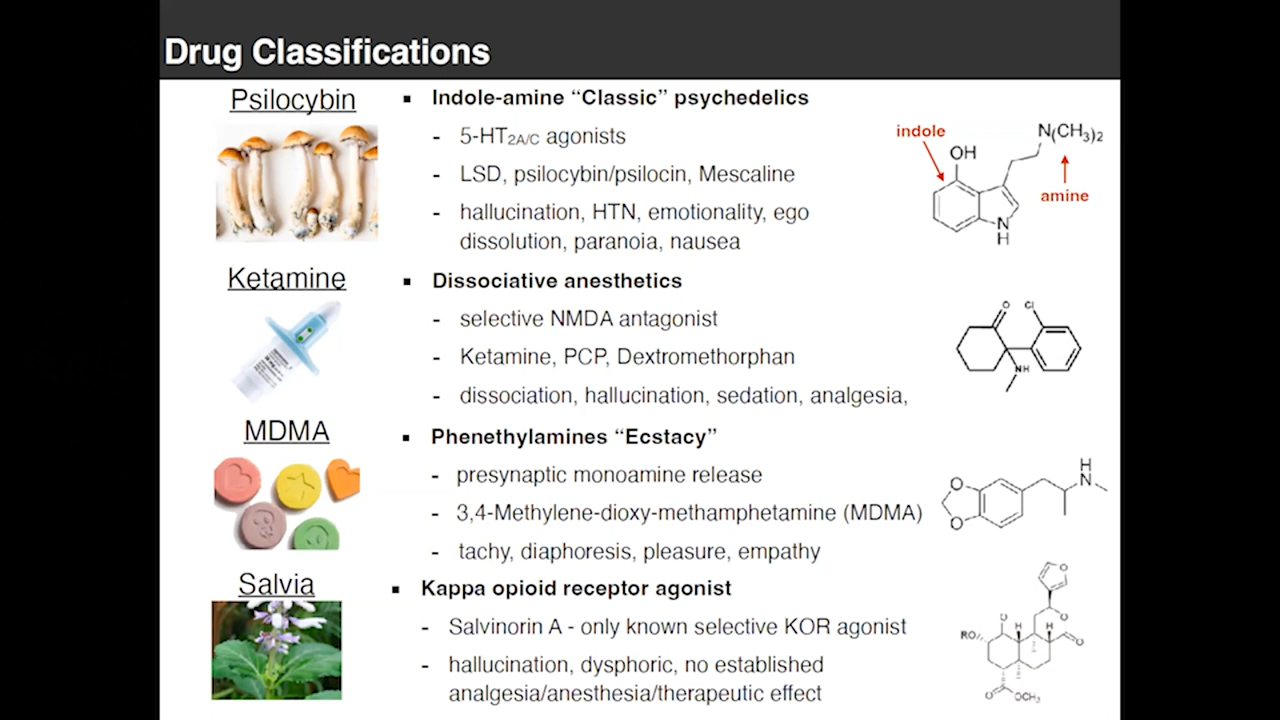 Drug Classifications
Psilocybin
▪ Indole-amine “Classic” psychedelics
- 5-HT2A/C agonists
- LSD, psilocybin/psilocin, Mescaline
- hallucination, HTN, emotionality, ego
dissolution, paranoia, nausea
indole
OH
N(CH3)2
amine
N
H
Ketamine
▪ Dissociative anesthetics
- selective NMDA antagonist
- Ketamine, PCP, Dextromethorphan
- dissociation, hallucination, sedation, analgesia,
O
Cl
NH
MDMA
▪ Phenethylamines “Ecstacy”
- presynaptic monoamine release
- 3,4-Methylene-dioxy-methamphetamine (MDMA)
- tachy, diaphoresis, pleasure, empathy
O
O
H
N
Salvia
▪ Kappa opioid receptor agonist
- Salvinorin A - only known selective KOR agonist
- hallucination, dysphoric, no established
analgesia/anesthesia/therapeutic effect
O
O
O
H
H
RO
O
O
OCH3